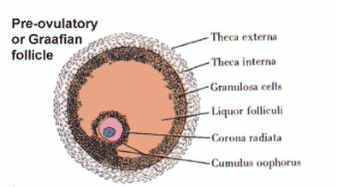 Pre-ovulatory
or Graafian
follicle
Theca externa
Theca interna
Granulosa cells
Liquor folliculi
Corona radiata
Cumulus oophorus